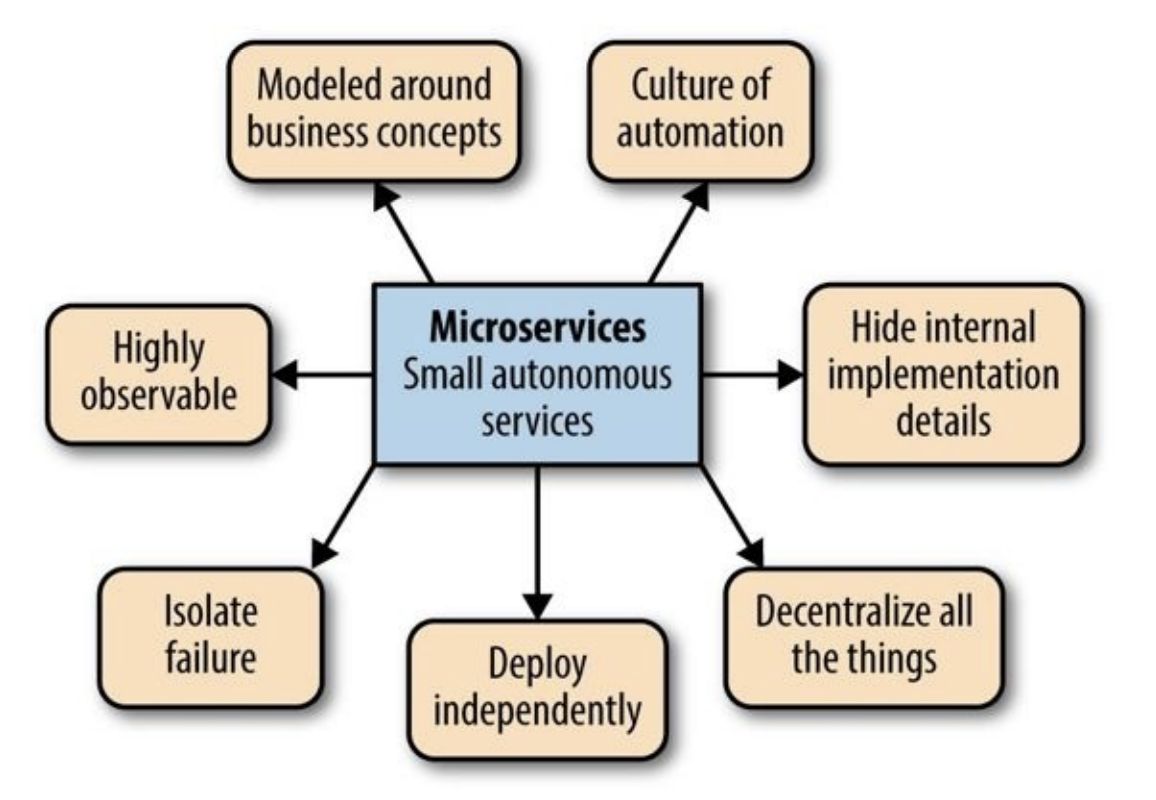 Modeled around
business concepts
Culture of
automation
Highly
observable
Microservices
Small autonomous
services
Hide internal
implementation
details
Isolate
failure
Deploy
independently
Decentralize all
the things